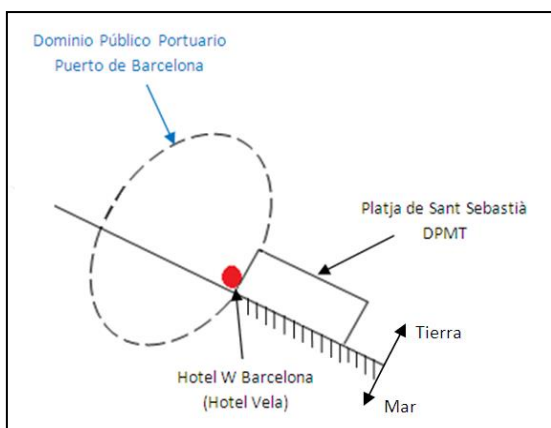 Dominio Público Portuario
Puerto de Barcelona
Platja de Sant Sebastià
DPMT
Tierra
Hotel W Barcelona
(Hotel Vela)
Mar